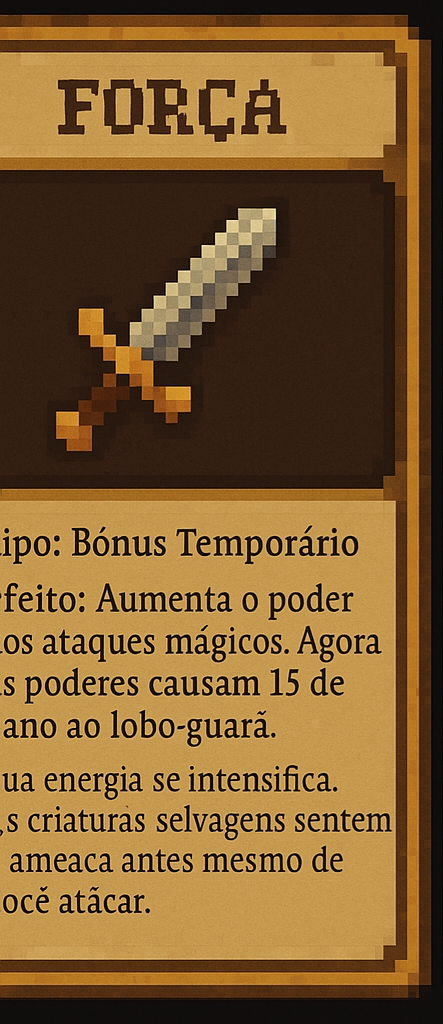 FORÇA
ipo: Bónus Temporário
feito: Aumenta o poder
os ataques mágicos. Agora
s poderes causam 15 de
ano ao lobo-guarã.
ua energia se intensifica.
s criaturas selvagens sentem
ameaca antes mesmo de
ocě atãcar.